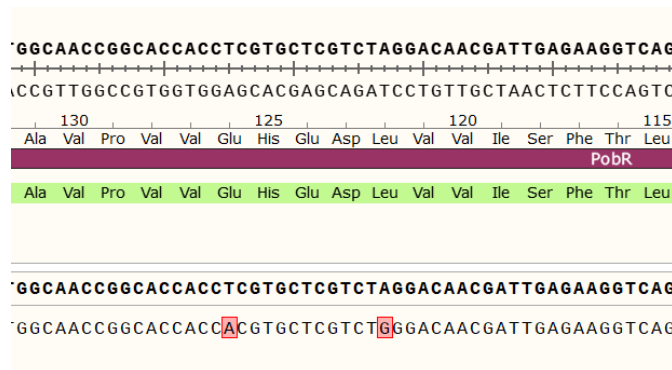 TGGCAACCGGCACCACCTCGTGCTCGTCTAGGACAACGATTGAGAAGGTCAG
ACCGTTGGCCGTGGTGGAGCACGAGCAGATCCTGTTGCTAACTCTTCCAGTC
130 125 120 115
Ala Val Pro Val Val Glu His Glu Asp Leu Val Val Ile Ser Phe Thr Leu
PobR
Ala Val Pro Val Val Glu His Glu Asp Leu Val Val Ile Ser Phe Thr Leu
TGGCAACCGGCACCACCTCGTGCTCGTCTAGGACAACGATTGAGAAGGTCAG
TGGCAACCGGCACCACCACGTGCTCGTCTGGGACAACGATTGAGAAGGTCAG